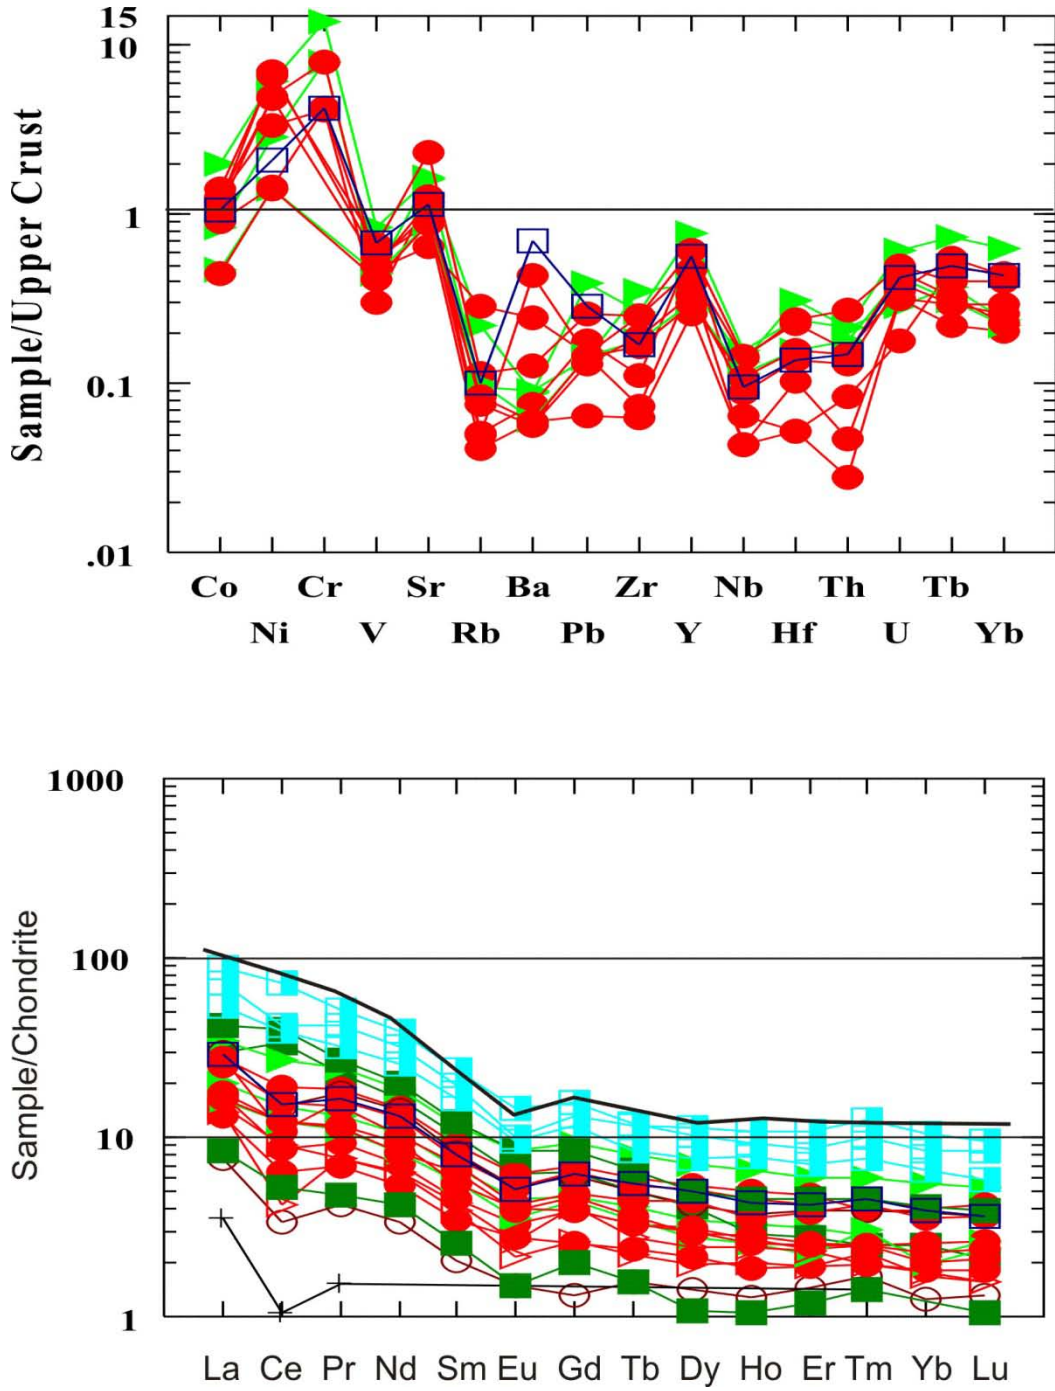 15
10
1
0.1
.01
Sample/Upper Crust
Co Cr Sr Ba Zr Nb Th Tb
Ni V Rb Pb Y Hf U Yb
1000
100
10
1
Sample/Chondrite
La Ce Pr Nd Sm Eu Gd Tb Dy Ho Er Tm Yb Lu